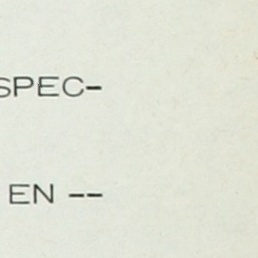 SPEC-
EN --